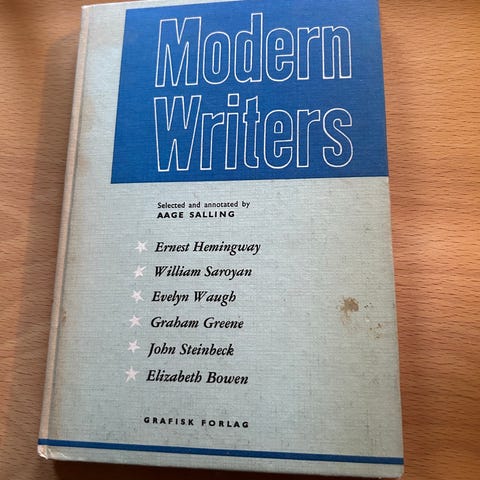 Modern
Writers
Selected and annotated by
AAGE SALLING
Ernest Hemingway
William Saroyan
Evelyn Waugh
Graham Greene
John Steinbeck
Elizabeth Bowen
GRAFISK FORLAG